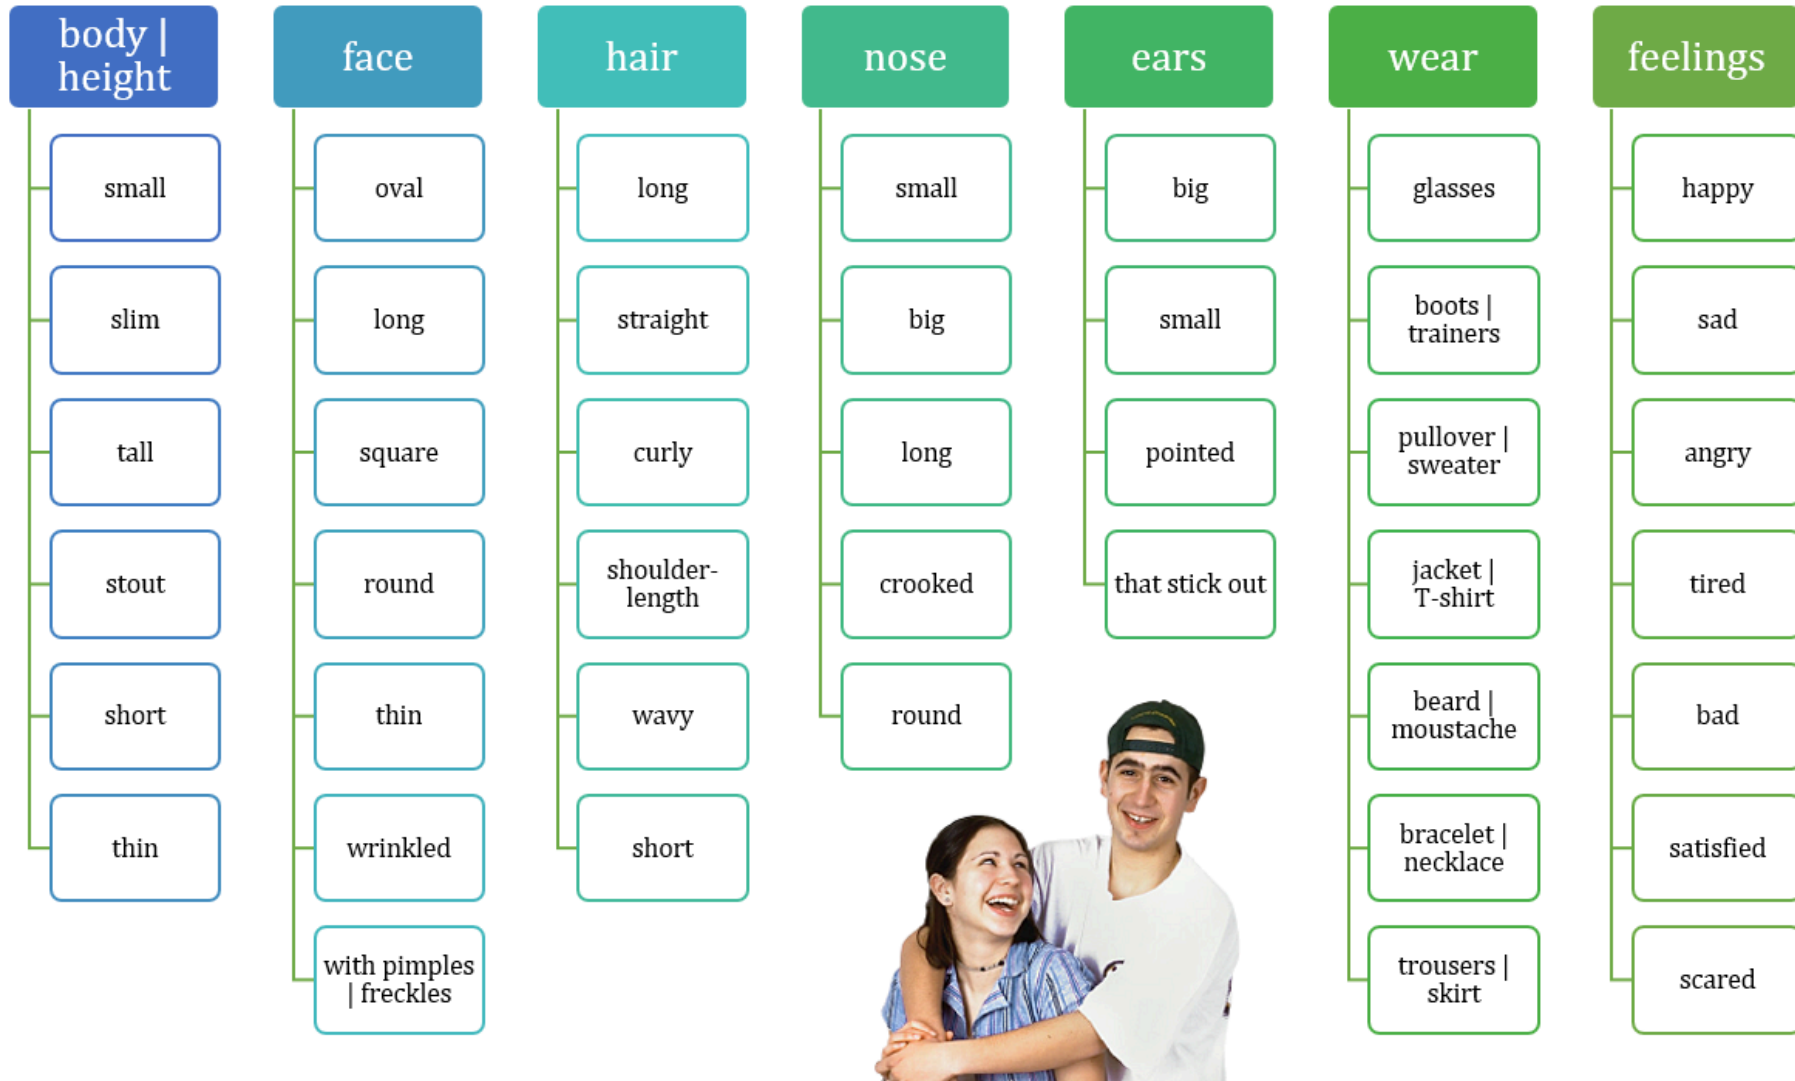 body |
height
small
slim
tall
stout
short
thin
face
oval
long
square
round
thin
wrinkled
with pimples
| freckles
hair
long
straight
curly
shoulder-
length
wavy
short
nose
small
big
long
crooked
round
ears
big
small
pointed
that stick out
wear
glasses
boots |
trainers
pullover |
sweater
jacket |
T-shirt
beard |
moustache
bracelet |
necklace
trousers |
skirt
feelings
happy
sad
angry
tired
bad
satisfied
scared